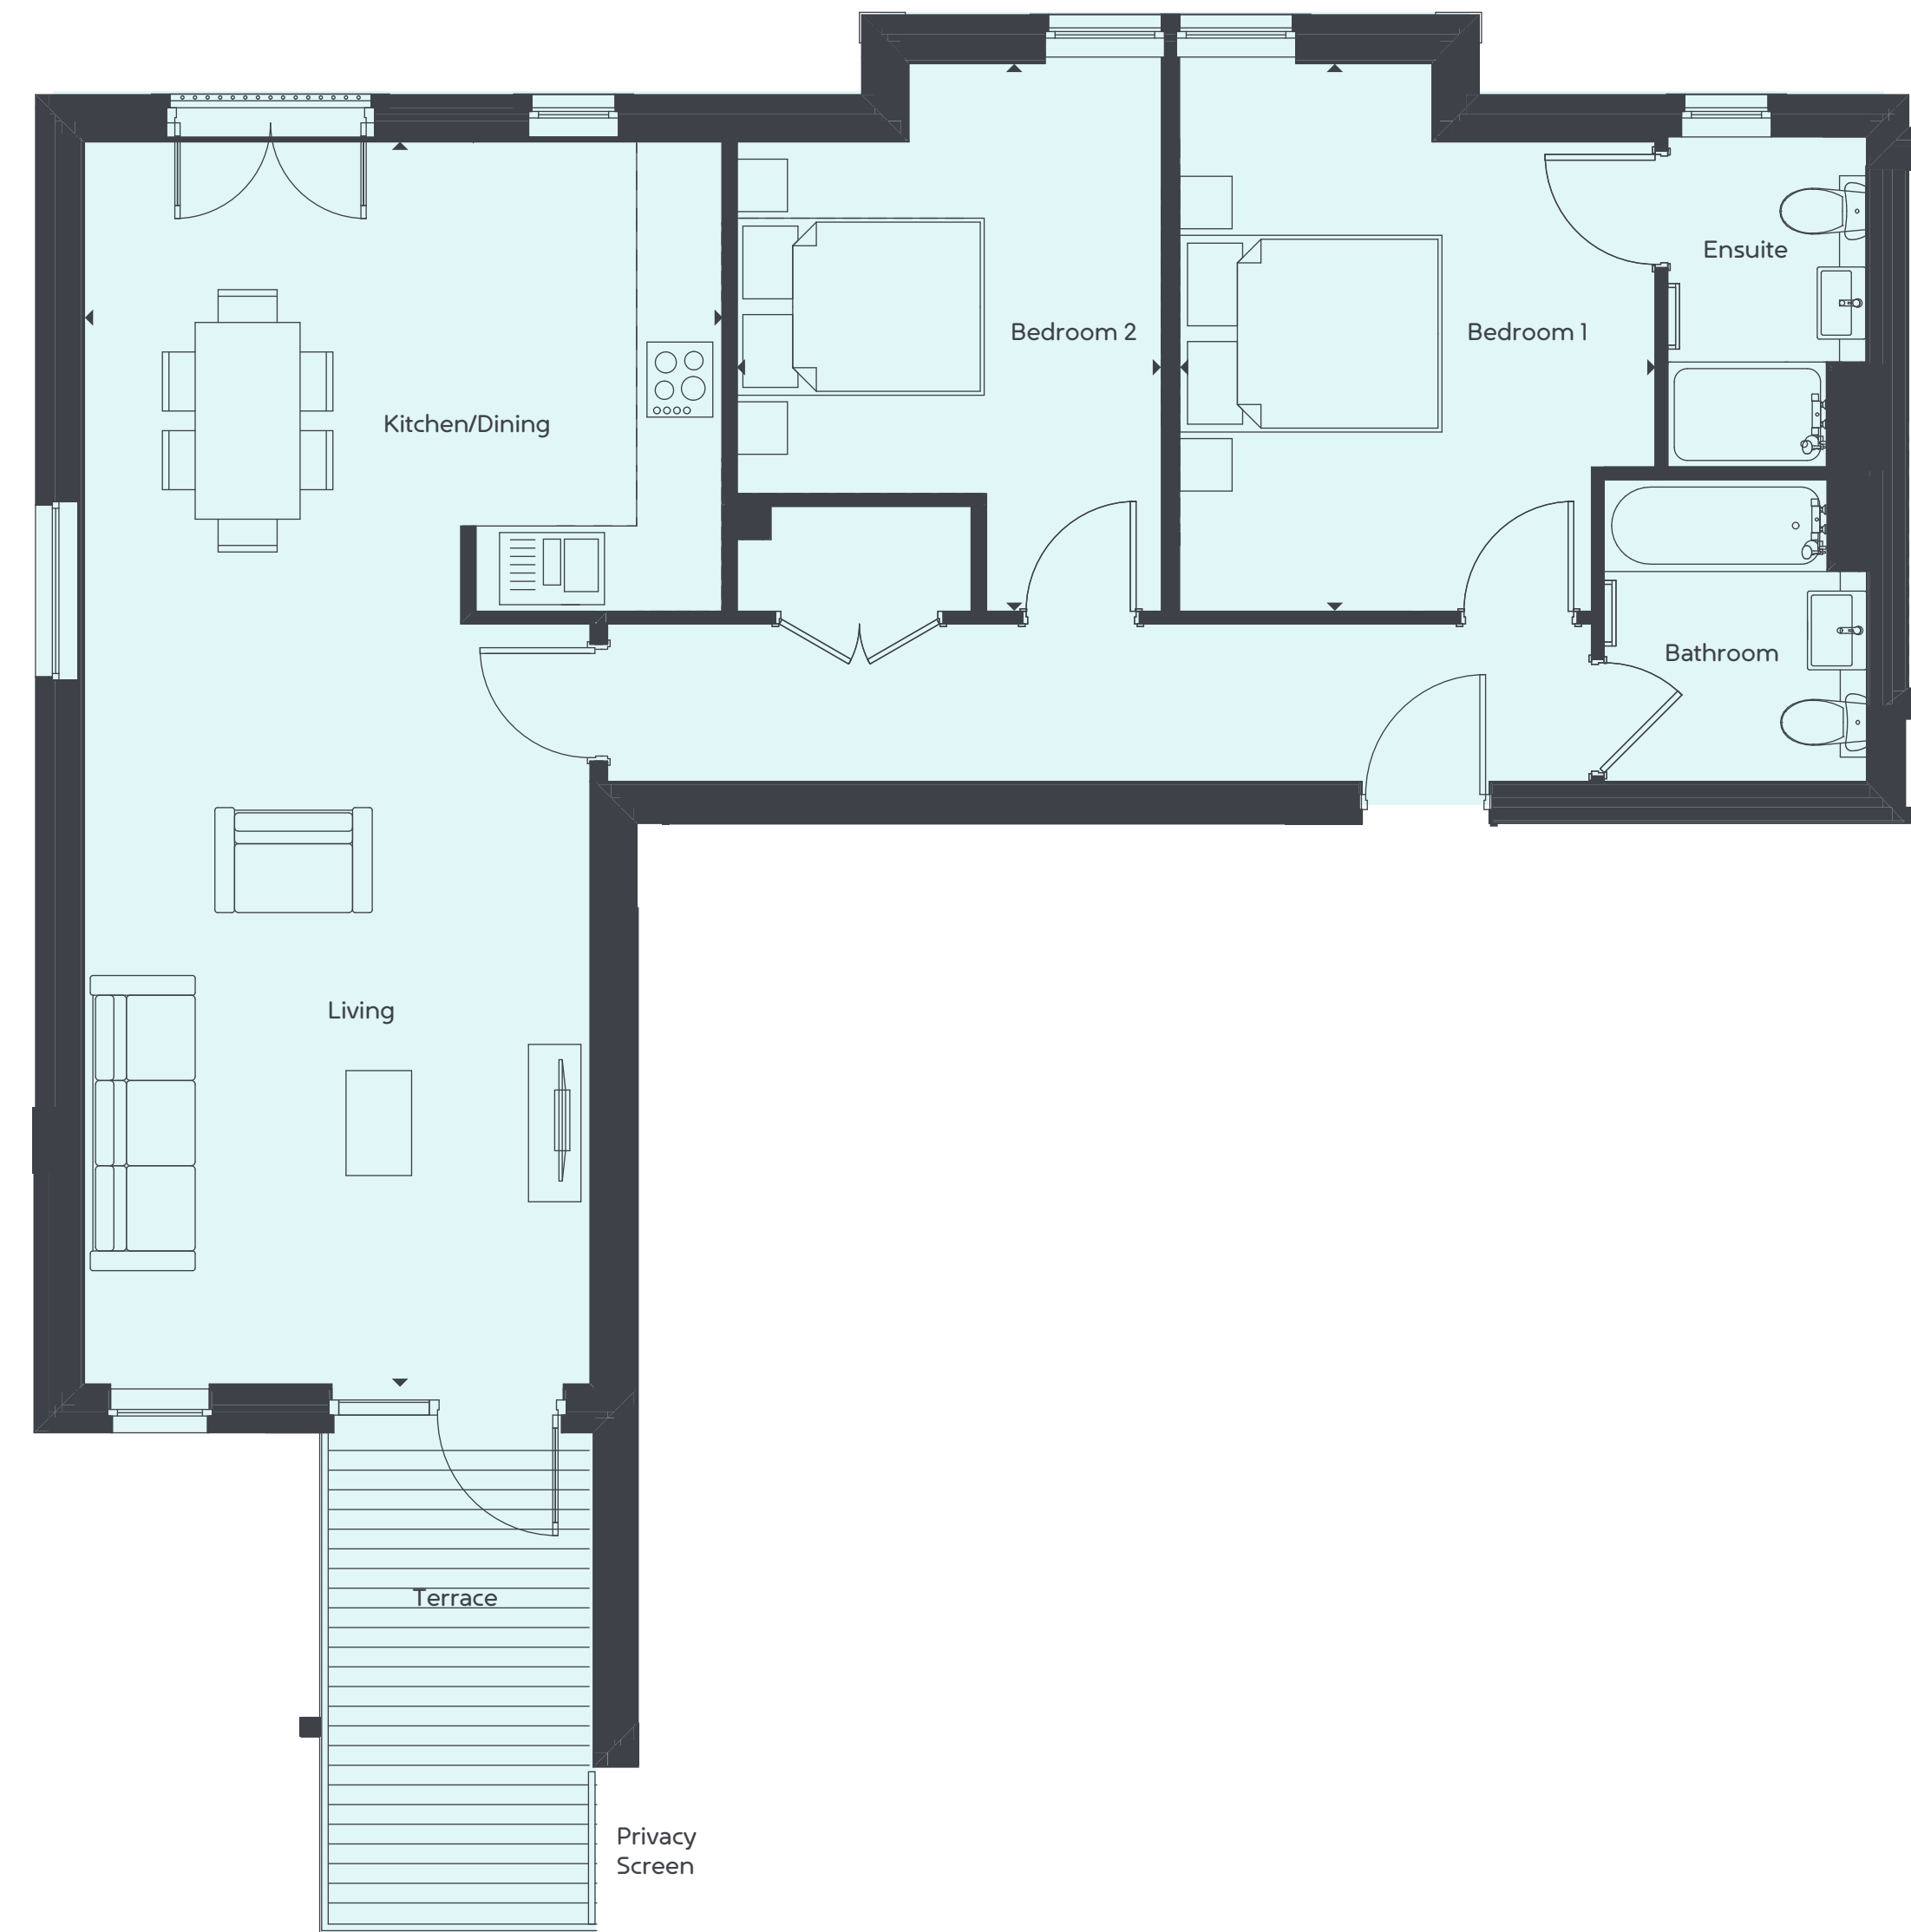 Ensuite
Bedroom 2
Bedroom 1
Kitchen/Dining
Bathroom
Living
Terrace
Privacy
Screen